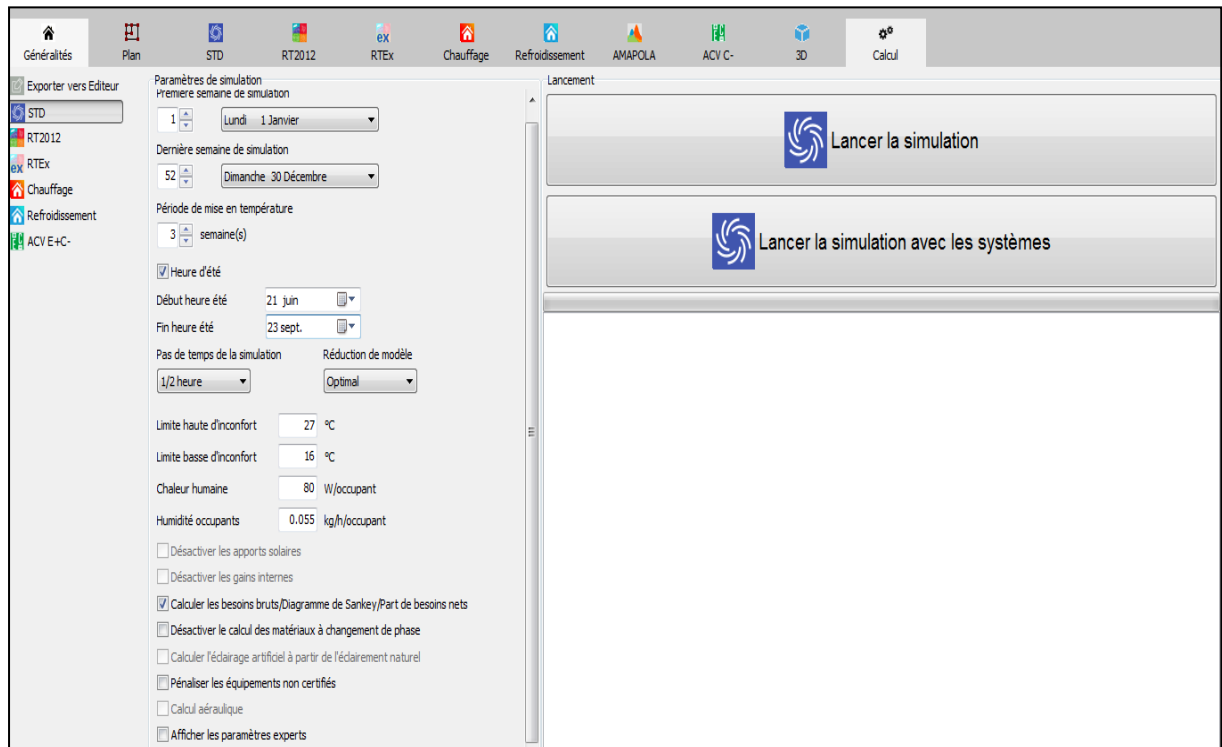 Généralités Plan STD RT2012 RTEx Chauffage Refroidissement AMAPOLA ACV C- 3D Calcul
Exporter vers Editeur
STD
RT2012
RTEx
Chauffage
Refroidissement
ACV E+C-
Paramètres de simulation
Première semaine de simulation
1 Lundi 1 Janvier
Dernière semaine de simulation
52 Dimanche 30 Décembre
Période de mise en température
3 semaine(s)
Heure d'été
Début heure été 21 juin
Fin heure été 23 sept.
Pas de temps de la simulation Réduction de modèle
1/2 heure Optimal
Limite haute d'inconfort 27 °C
Limite basse d'inconfort 16 °C
Chaleur humaine 80 W/occupant
Humidité occupants 0.055 kg/h/occupant
Désactiver les apports solaires
Désactiver les gains internes
Calculer les besoins bruts/Diagramme de Sankey/Part de besoins nets
Désactiver le calcul des matériaux à changement de phase
Calculer l'éclairage artificiel à partir de l'éclairement naturel
Pénaliser les équipements non certifiés
Calcul aéraulique
Afficher les paramètres experts
Lancement
Lancer la simulation
Lancer la simulation avec les systèmes